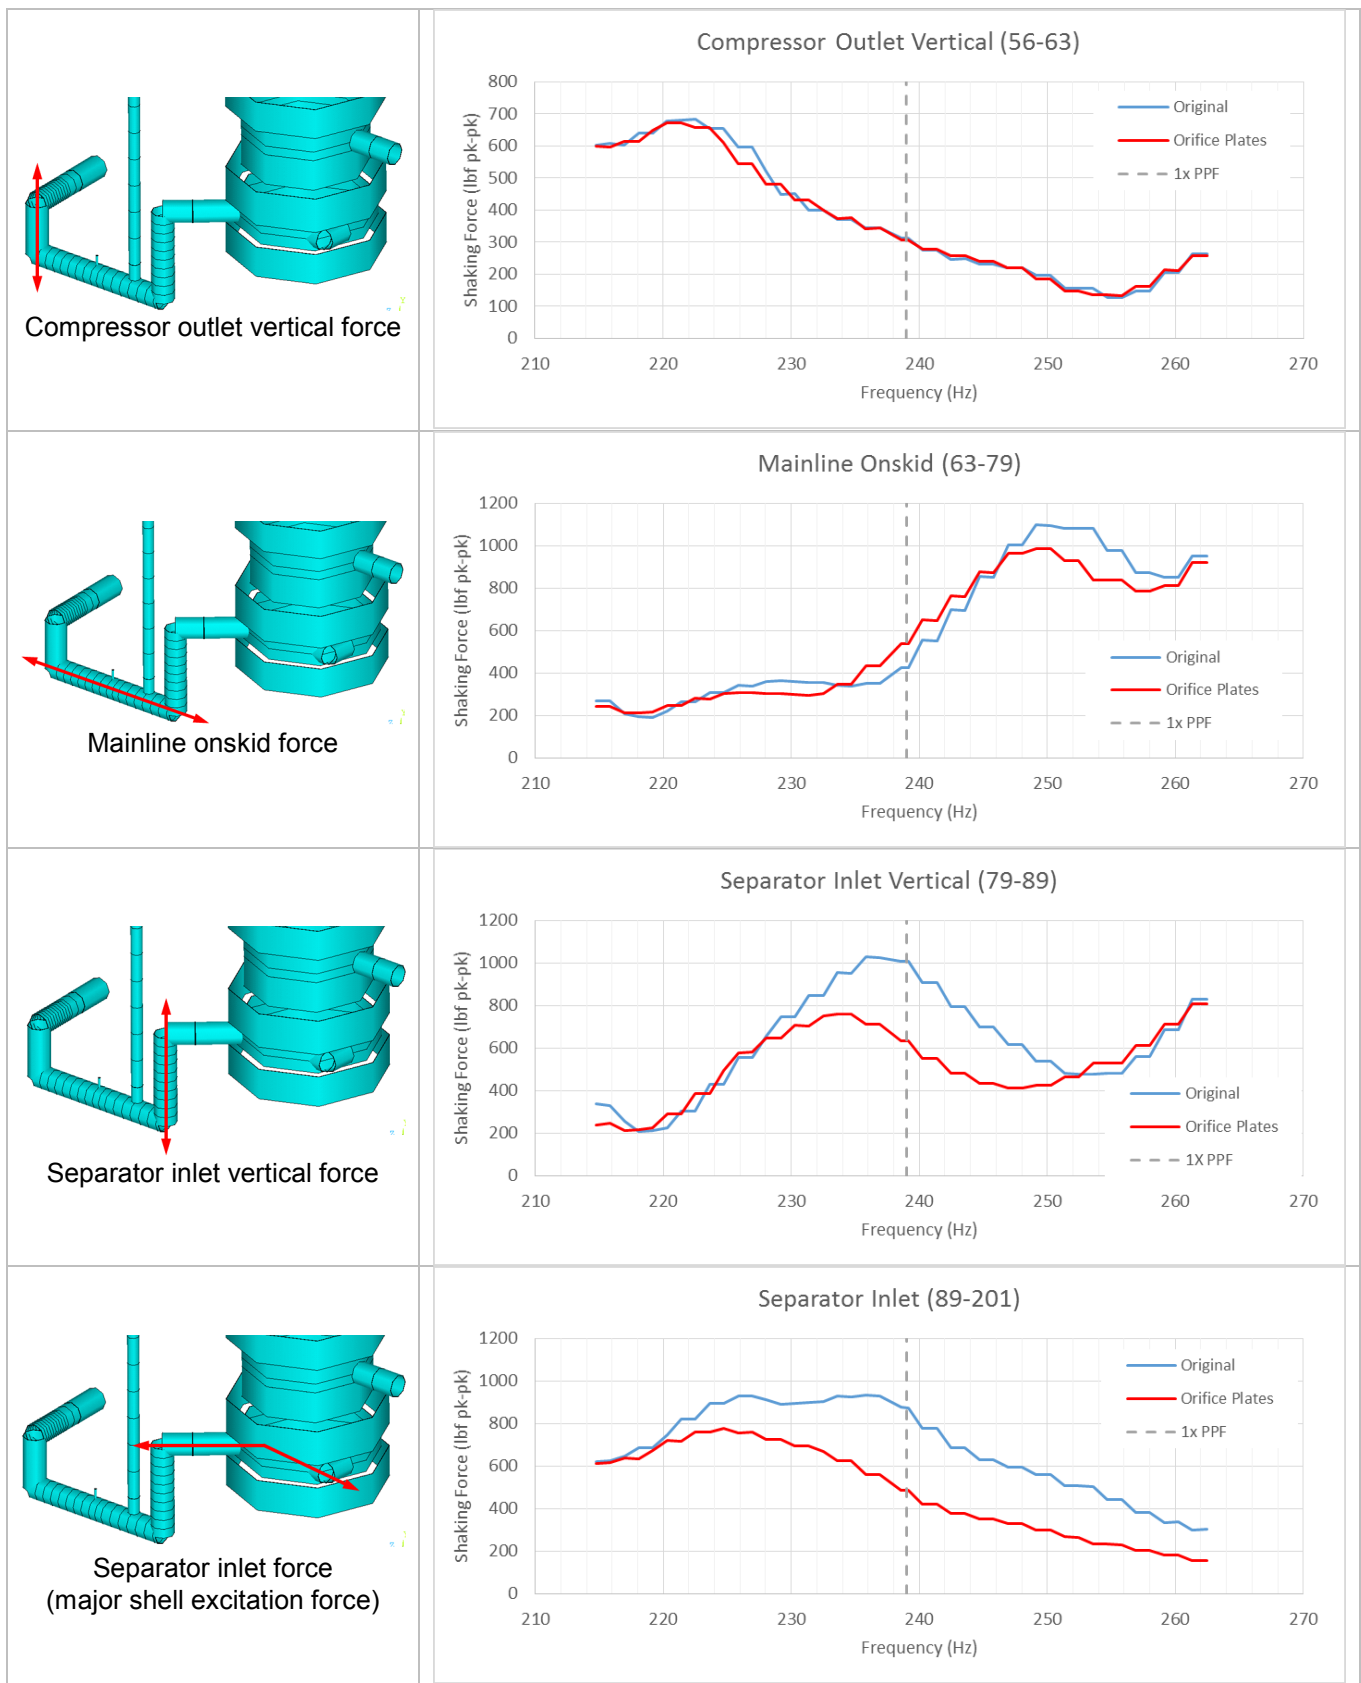 Compressor outlet vertical force
Compressor Outlet Vertical (56-63)
Shaking Force (lbf pk-pk)
800
700
600
500
400
300
200
100
0
210 220 230 240 250 260 270
Frequency (Hz)
Original
Orifice Plates
1x PPF
Mainline onskid force
Mainline Onskid (63-79)
Shaking Force (lbf pk-pk)
1200
1000
800
600
400
200
0
210 220 230 240 250 260 270
Frequency (Hz)
Original
Orifice Plates
1x PPF
Separator inlet vertical force
Separator Inlet Vertical (79-89)
Shaking Force (lbf pk-pk)
1200
1000
800
600
400
200
0
210 220 230 240 250 260 270
Frequency (Hz)
Original
Orifice Plates
1X PPF
Separator inlet force
(major shell excitation force)
Separator Inlet (89-201)
Shaking Force (lbf pk-pk)
1200
1000
800
600
400
200
0
210 220 230 240 250 260 270
Frequency (Hz)
Original
Orifice Plates
1x PPF